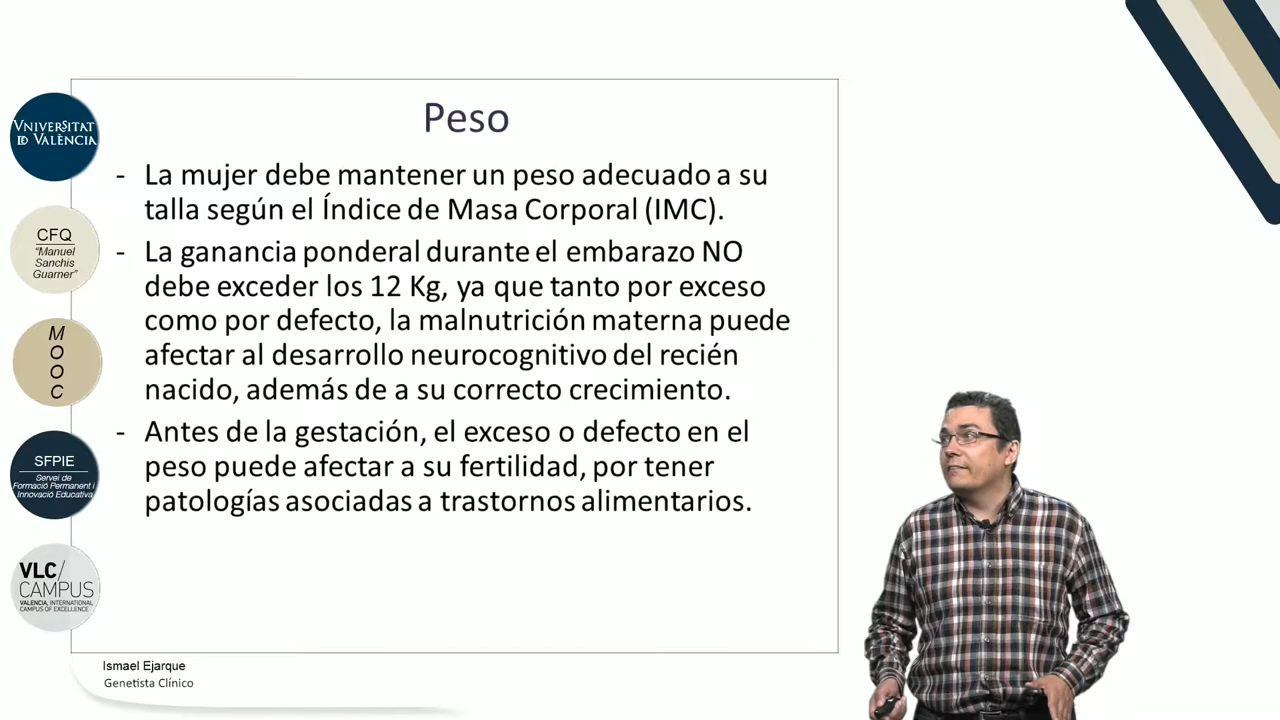 Peso
- La mujer debe mantener un peso adecuado a su
talla según el Índice de Masa Corporal (IMC).
- La ganancia ponderal durante el embarazo NO
debe exceder los 12 Kg, ya que tanto por exceso
como por defecto, la malnutrición materna puede
afectar al desarrollo neurocognitivo del recién
nacido, además de a su correcto crecimiento.
- Antes de la gestación, el exceso o defecto en el
peso puede afectar a su fertilidad, por tener
patologías asociadas a trastornos alimentarios.
VNIVERSITAT
ID VALÈNCIA
CFQ
"Manuel
Sanchis
Guarner"
M
O
O
C
SFPIE
Servei de
Formació Permanent i
Innovació Educativa
VLC/
CAMPUS
VALENCIA, INTERNATIONAL
CAMPUS OF EXCELLENCE
Ismael Ejarque
Genetista Clínico